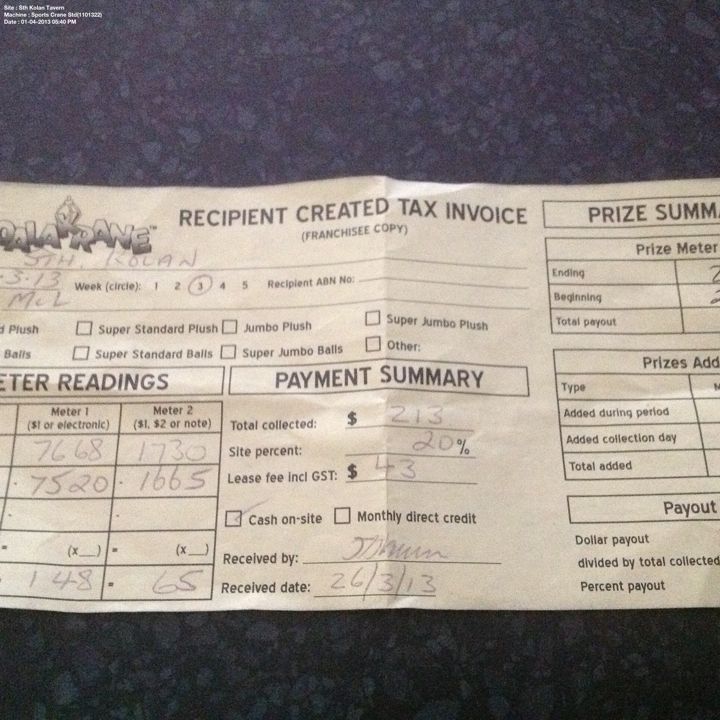 Site : Sth Kolan Tavern
Machine : Sports Crane Std(1101322)
Date : 01-04-2013 05:40 PM
OALA CRANE™
RECIPIENT CREATED TAX INVOICE
(FRANCHISEE COPY)
STH. KOLAN
3.13 Week (circle): 1 2 3 4 5 Recipient ABN No:
d Plush Super Standard Plush Jumbo Plush Super Jumbo Plush
Balls Super Standard Balls Super Jumbo Balls Other:
ETER READINGS
Meter 1 Meter 2
($1 or electronic) ($1, $2 or note)
7668 1730
7520 1665
= (x__) = (x__)
148 = 65
PAYMENT SUMMARY
Total collected: $ 213
Site percent: 20%
Lease fee incl GST: $ 43
Cash on-site Monthly direct credit
Received by:
Received date: 26/3/13
PRIZE SUMMA
Prize Meter
Ending
Beginning
Total payout
Prizes Add
Type
Added during period
Added collection day
Total added
Payout
Dollar payout
divided by total collected
Percent payout